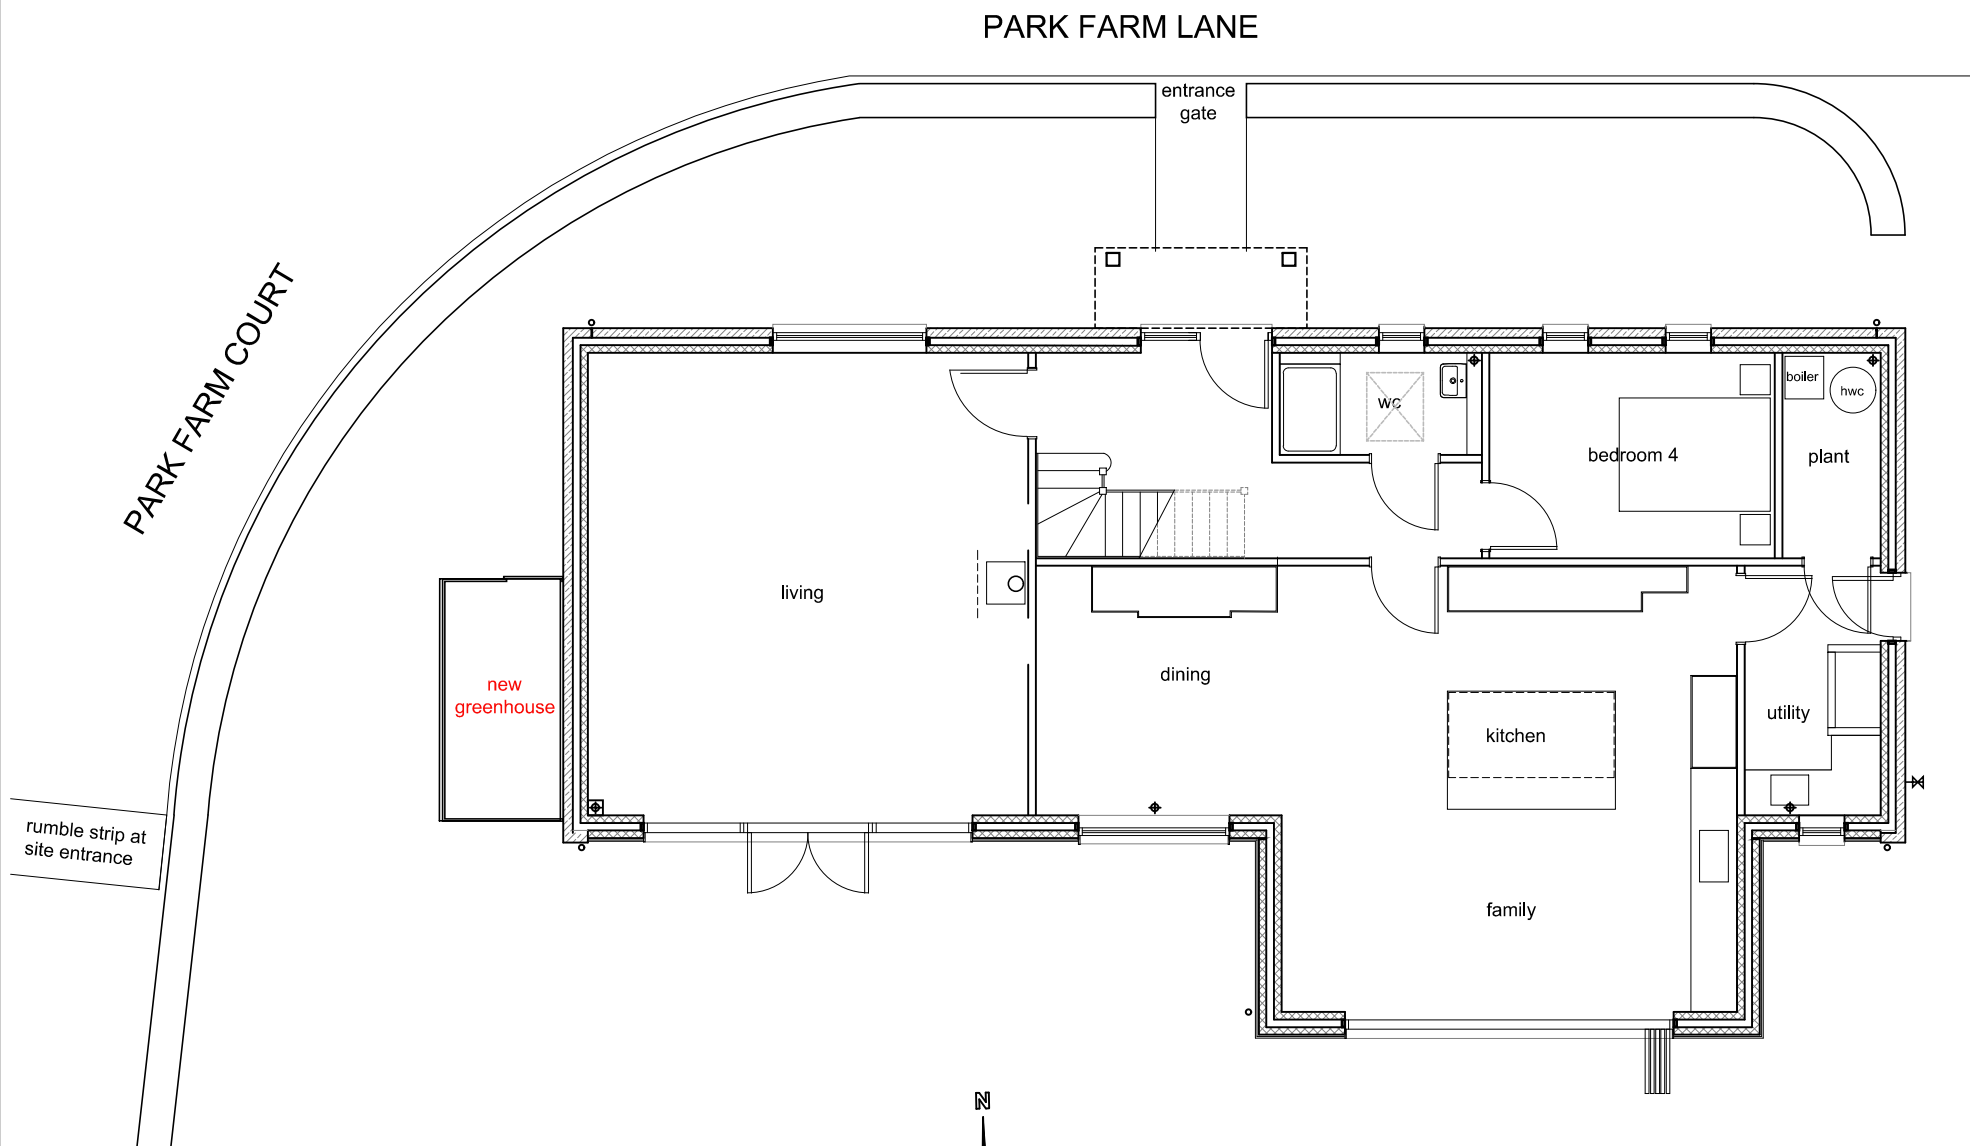 PARK FARM LANE
entrance
gate
PARK FARM COURT
boiler
hwc
wc
bedroom 4
plant
living
dining
new
greenhouse
utility
kitchen
rumble strip at
site entrance
family
N